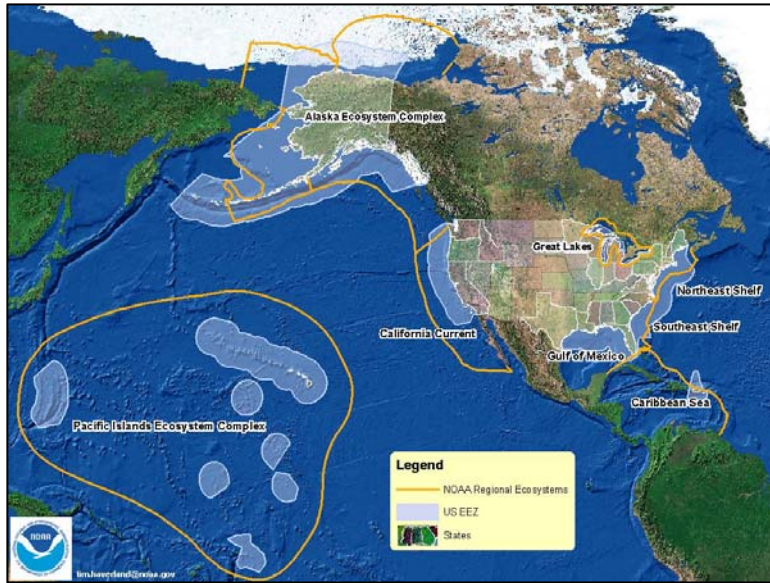 Alaska Ecosystem Complex
Great Lakes
Northeast Shelf
Southeast Shelf
California Current
Gulf of Mexico
Caribbean Sea
Pacific Islands Ecosystem Complex
Legend
NOAA Regional Ecosystems
US EEZ
States
NOAA
tim.haverland@noaa.gov